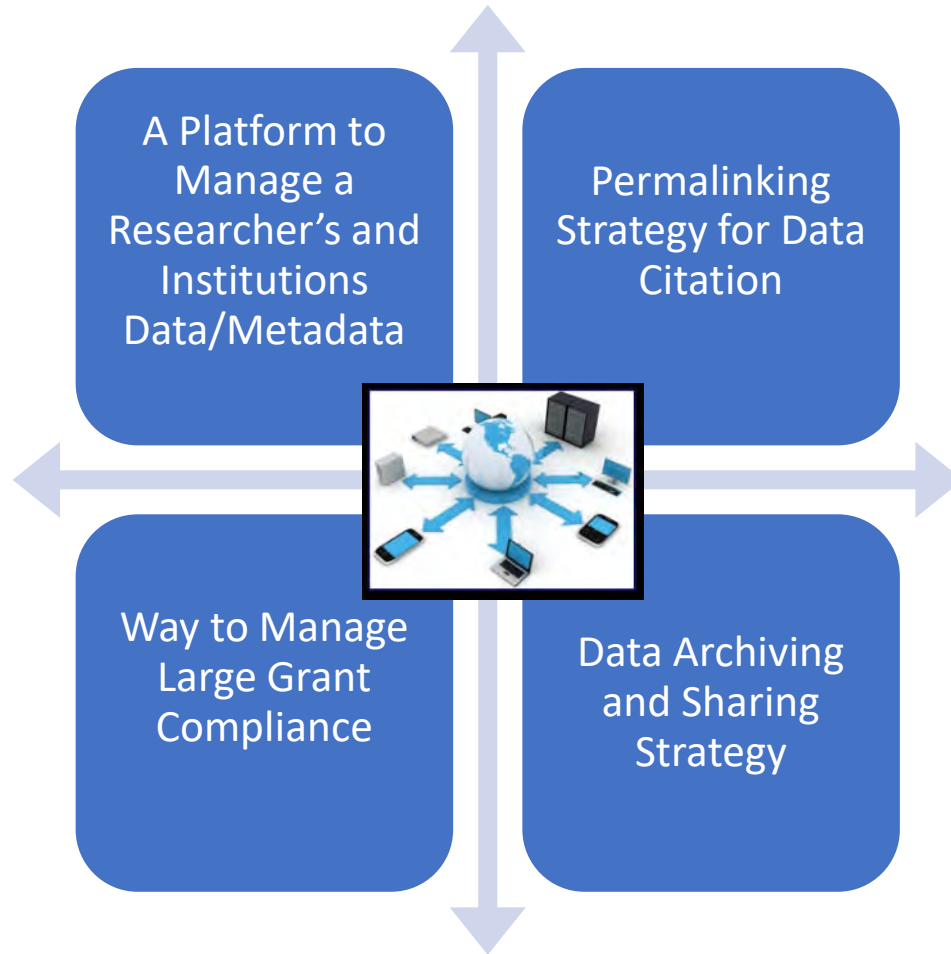 A Platform to
Manage a
Researcher’s and
Institutions
Data/Metadata
Permalinking
Strategy for Data
Citation
Way to Manage
Large Grant
Compliance
Data Archiving
and Sharing
Strategy